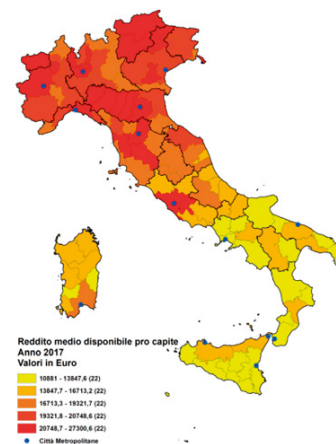 Reddito medio disponibile pro capite
Anno 2017
Valori in Euro
10881 - 13847,6 (22)
13847,7 - 16713,2 (22)
16713,3 - 19321,7 (22)
19321,8 - 20748,6 (22)
20748,7 - 27300,6 (22)
Città Metropolitane